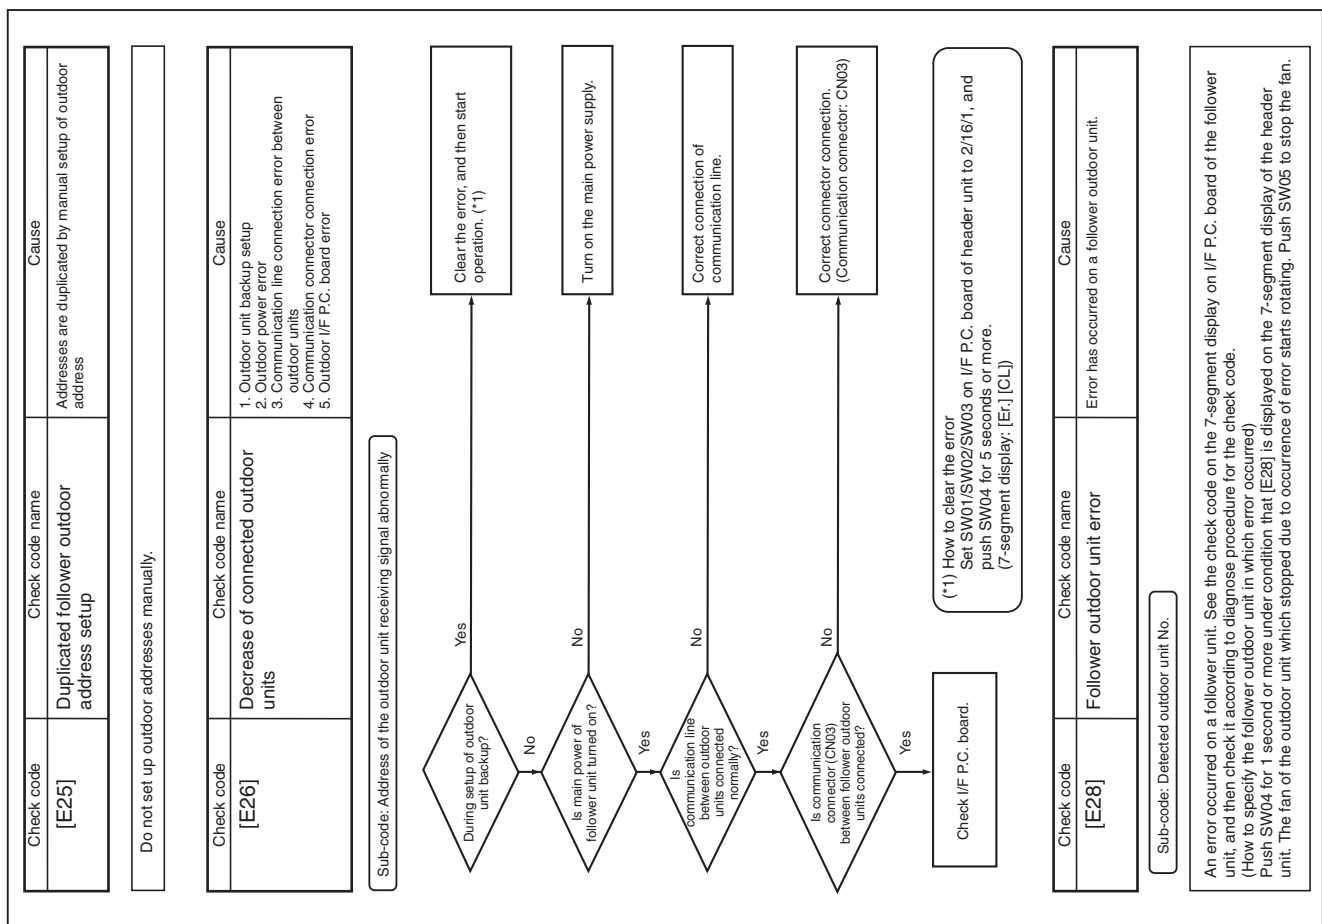 Check code
Check code name
Cause
[E25]
Duplicated follower outdoor
address setup
Addresses are duplicated by manual setup of outdoor
address
Do not set up outdoor addresses manually.
Check code
Check code name
Cause
[E26]
Decrease of connected outdoor
units
1. Outdoor unit backup setup
2. Outdoor power error
3. Communication line connection error between
outdoor units
4. Communication connector connection error
5. Outdoor I/F P.C. board error
Sub-code: Address of the outdoor unit receiving signal abnormally
During setup of outdoor
unit backup?
Yes
Clear the error, and then start
operation. (*1)
No
Is main power of
follower unit turned on?
No
Turn on the main power supply.
Yes
Is
communication line
between outdoor
units connected
normally?
No
Correct connection of
communication line.
Yes
Is communication
connector (CN03)
between follower outdoor
units connected?
No
Correct connector connection.
(Communication connector: CN03)
Yes
Check I/F P.C. board.
(*1) How to clear the error
Set SW01/SW02/SW03 on I/F P.C. board of header unit to 2/16/1, and
push SW04 for 5 seconds or more.
(7-segment display: [Er.] [CL])
Check code
Check code name
Cause
[E28]
Follower outdoor unit error
Error has occurred on a follower outdoor unit.
Sub-code: Detected outdoor unit No.
An error occurred on a follower unit. See the check code on the 7-segment display on I/F P.C. board of the follower
unit, and then check it according to diagnose procedure for the check code.
(How to specify the follower outdoor unit in which error occurred)
Push SW04 for 1 second or more under condition that [E28] is displayed on the 7-segment display of the header
unit. The fan of the outdoor unit which stopped due to occurrence of error starts rotating. Push SW05 to stop the fan.